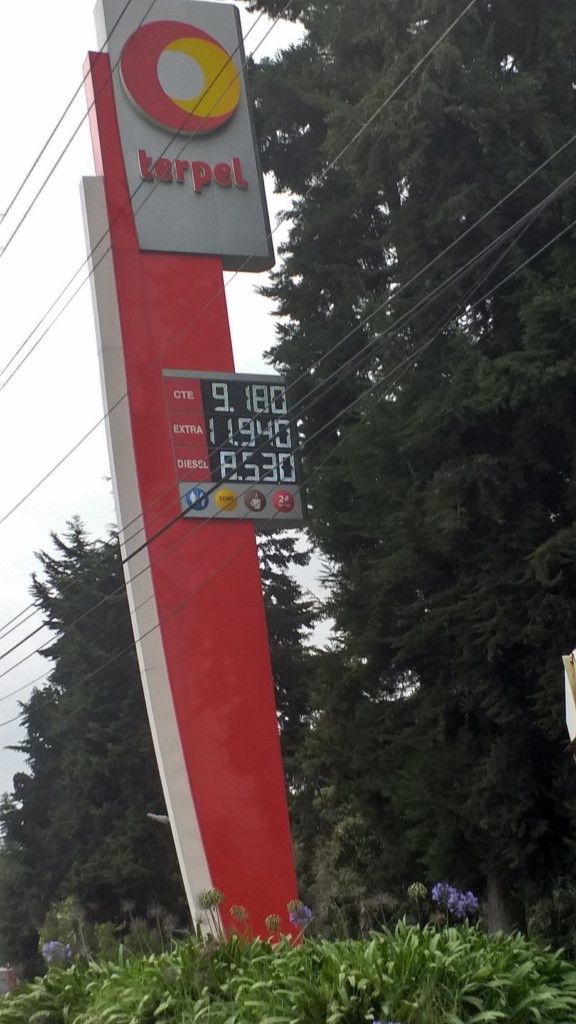 terpel
CTE 9.180
EXTRA 11.940
DIESEL 8.530